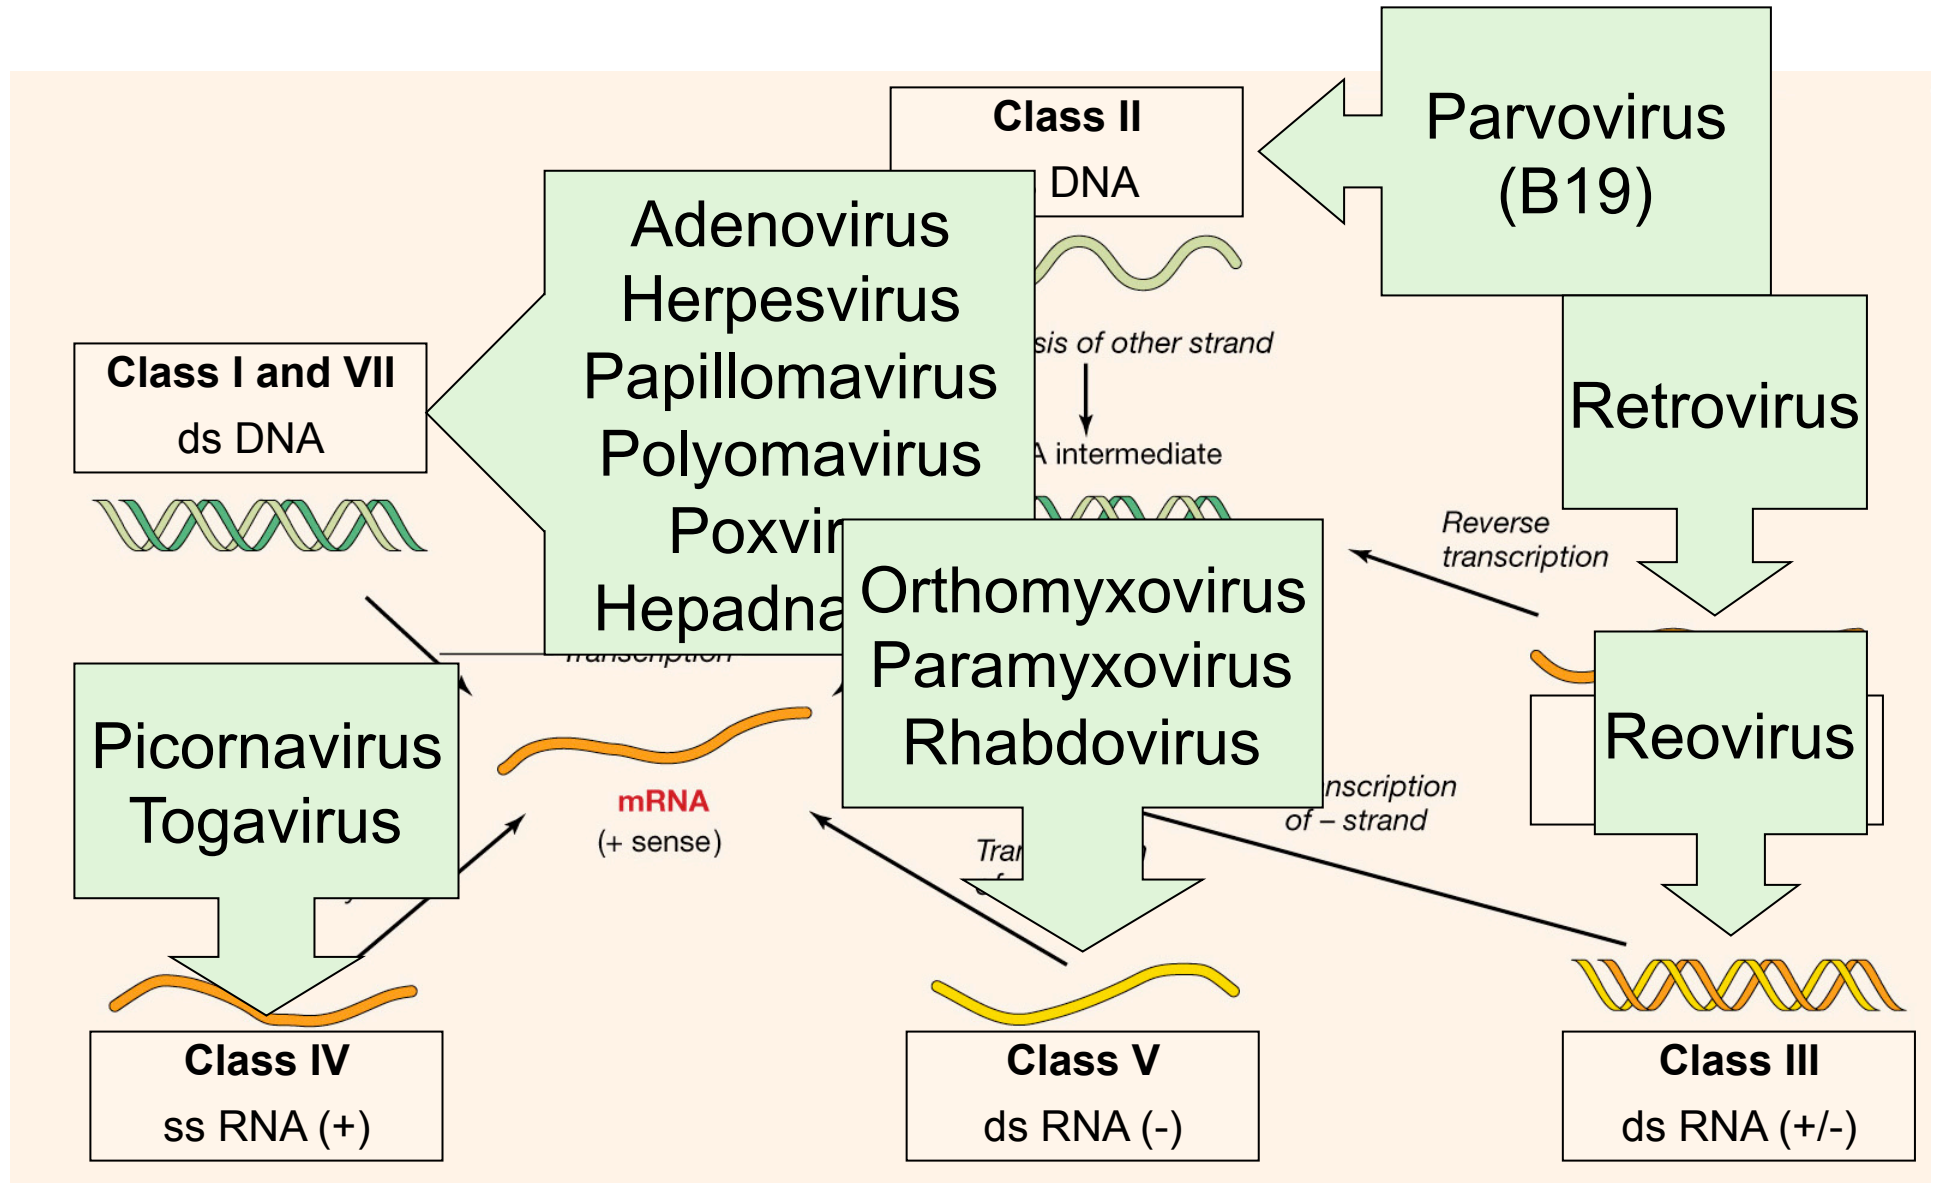 Class II
DNA
Parvovirus
(B19)
Adenovirus
Herpesvirus
Papillomavirus
Polyomavirus
Poxvir
Hepadna
sis of other strand
A intermediate
Class I and VII
ds DNA
Retrovirus
Reverse
transcription
Orthomyxovirus
Paramyxovirus
Rhabdovirus
Transcription
Picornavirus
Togavirus
mRNA
(+ sense)
Reovirus
nscription
of – strand
Tra
Class IV
ss RNA (+)
Class V
ds RNA (-)
Class III
ds RNA (+/-)